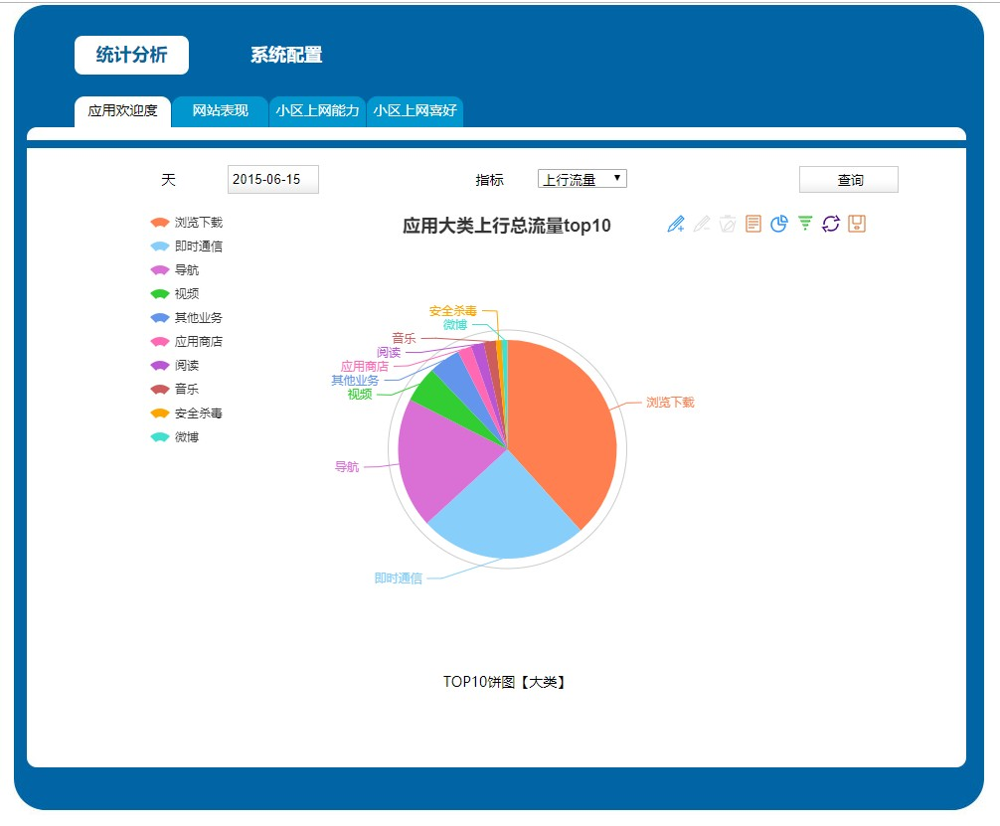 统计分析 系统配置
应用欢迎度 网站表现 小区上网能力 小区上网喜好
天 2015-06-15 指标 上行流量 查询
应用大类上行总流量top10
浏览下载
即时通信
导航
视频
其他业务
应用商店
阅读
音乐
安全杀毒
微博
安全杀毒
微博
音乐
阅读
应用商店
其他业务
视频
浏览下载
导航
即时通信
TOP10饼图【大类】